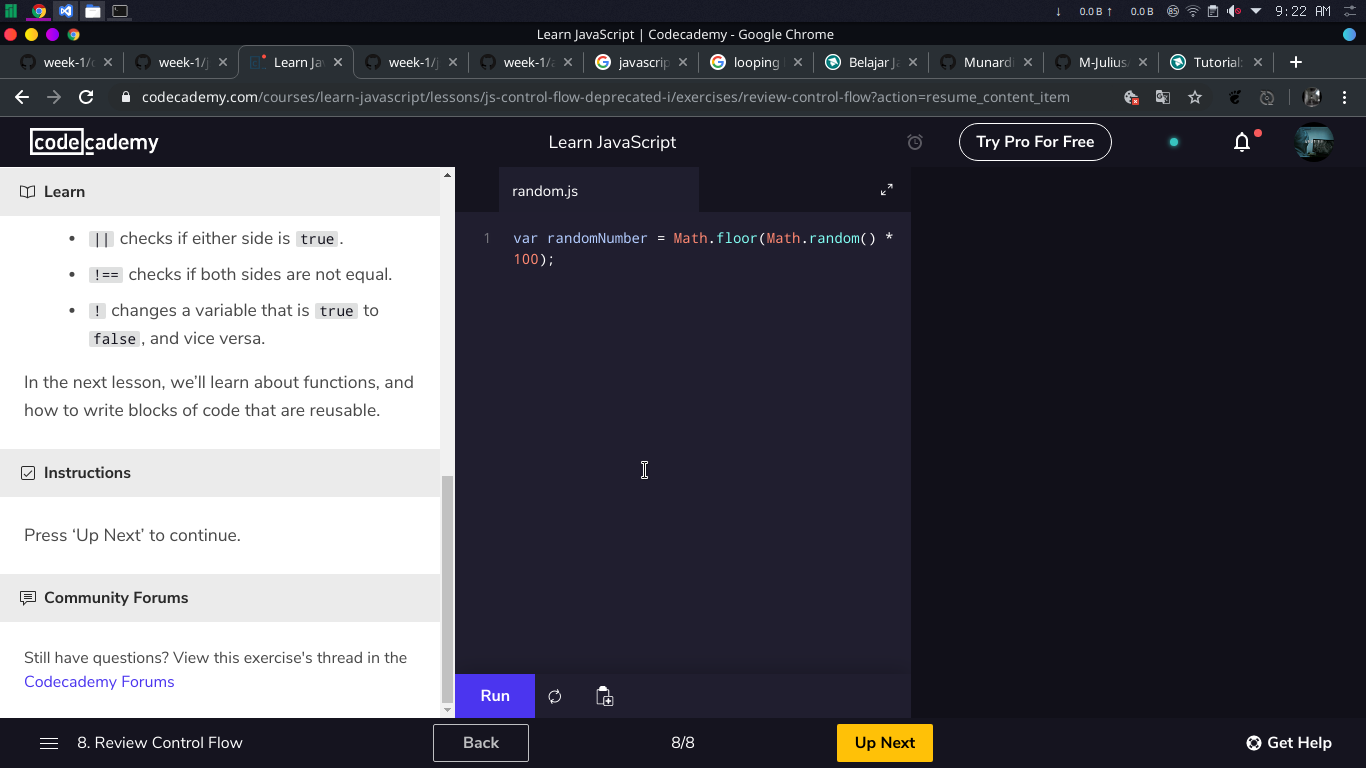 0.0 B 0.0 B 9:22 AM
Learn JavaScript | Codecademy - Google Chrome
week-1/ week-1/j Learn Jav week-1/j week-1/ javascrip looping Belajar Ja Munardi M-Julius Tutorial
codecademy.com/courses/learn-javascript/lessons/js-control-flow-deprecated-i/exercises/review-control-flow?action=resume_content_item
codecademy Learn JavaScript Try Pro For Free
Learn
|| checks if either side is true.
!== checks if both sides are not equal.
! changes a variable that is true to
false, and vice versa.
In the next lesson, we’ll learn about functions, and
how to write blocks of code that are reusable.
Instructions
Press ‘Up Next’ to continue.
Community Forums
Still have questions? View this exercise's thread in the
Codecademy Forums
random.js
1 var randomNumber = Math.floor(Math.random() *
100);
Run
8. Review Control Flow Back 8/8 Up Next Get Help